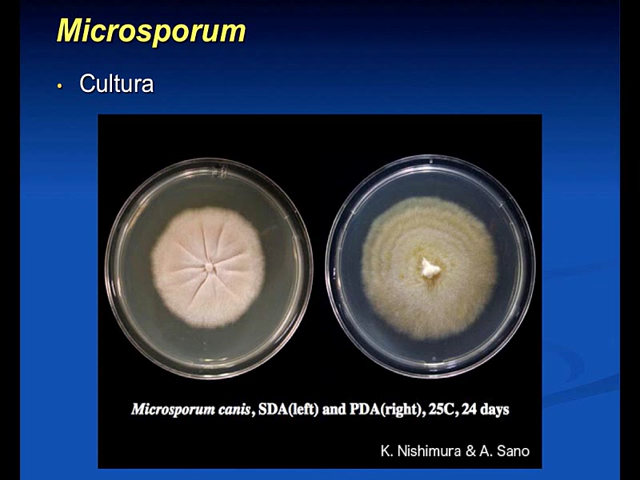 Microsporum
• Cultura
Microsporum canis, SDA(left) and PDA(right), 25C, 24 days
K. Nishimura & A. Sano